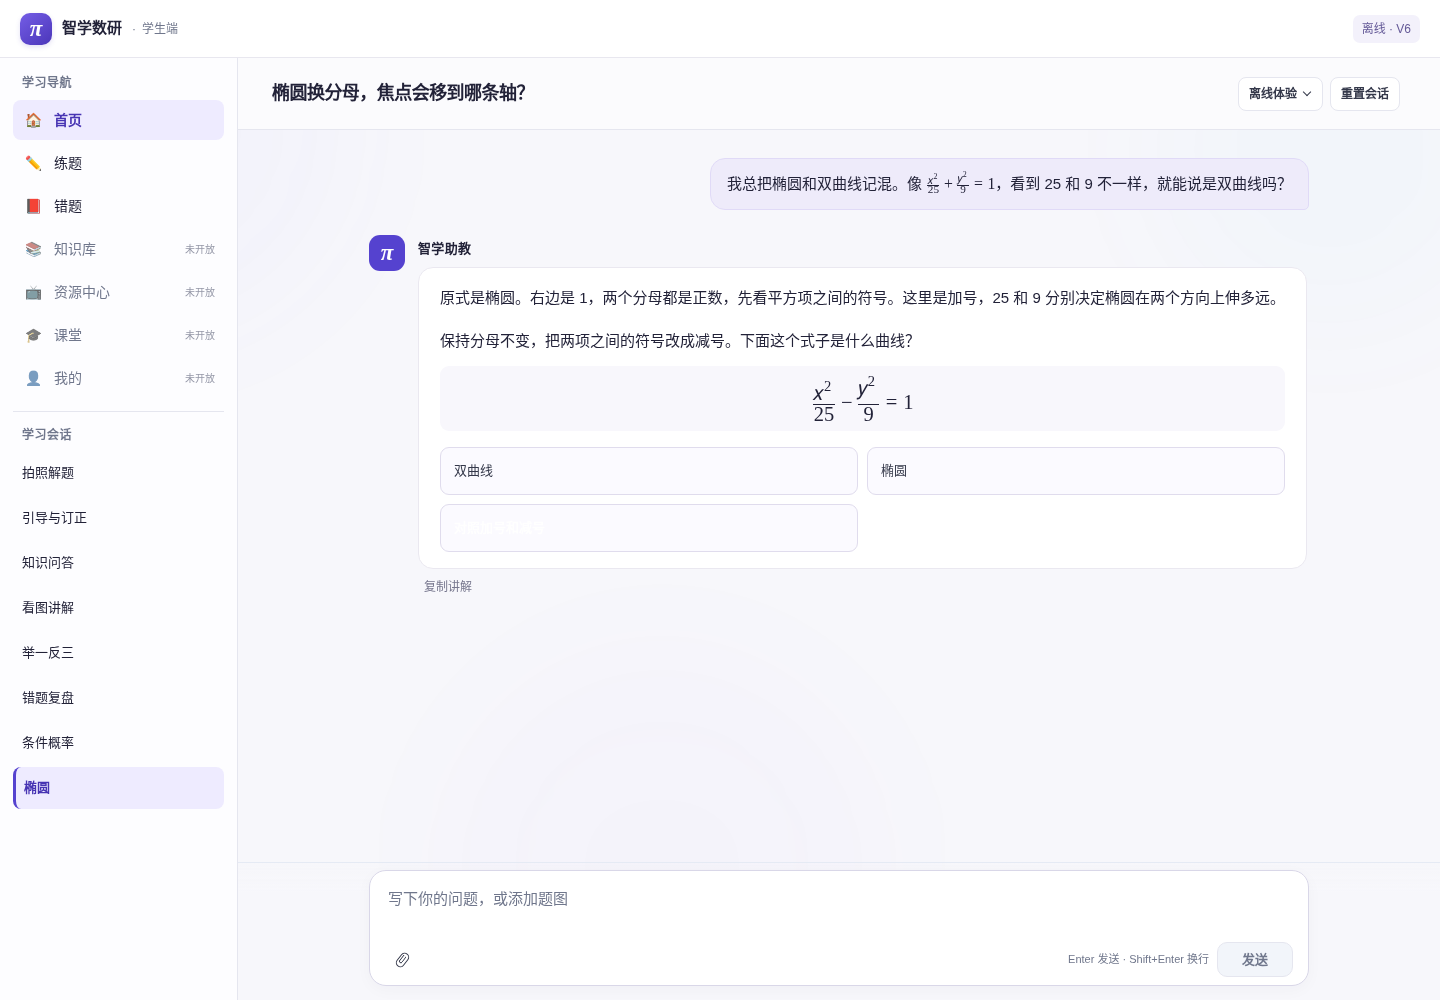 π 智学数研 · 学生端
离线 · V6
学习导航
首页
练题
错题
知识库 未开放
资源中心 未开放
课堂 未开放
我的 未开放
学习会话
拍照解题
引导与订正
知识问答
看图讲解
举一反三
错题复盘
条件概率
椭圆
椭圆换分母，焦点会移到哪条轴？
离线体验
重置会话
我总把椭圆和双曲线记混。像 x²/25 + y²/9 = 1，看到 25 和 9 不一样，就能说是双曲线吗？
π 智学助教
原式是椭圆。右边是 1，两个分母都是正数，先看平方项之间的符号。这里是加号，25 和 9 分别决定椭圆在两个方向上伸多远。
保持分母不变，把两项之间的符号改成减号。下面这个式子是什么曲线？
x²/25 − y²/9 = 1
双曲线
椭圆
复制讲解
写下你的问题，或添加题图
Enter 发送 · Shift+Enter 换行
发送